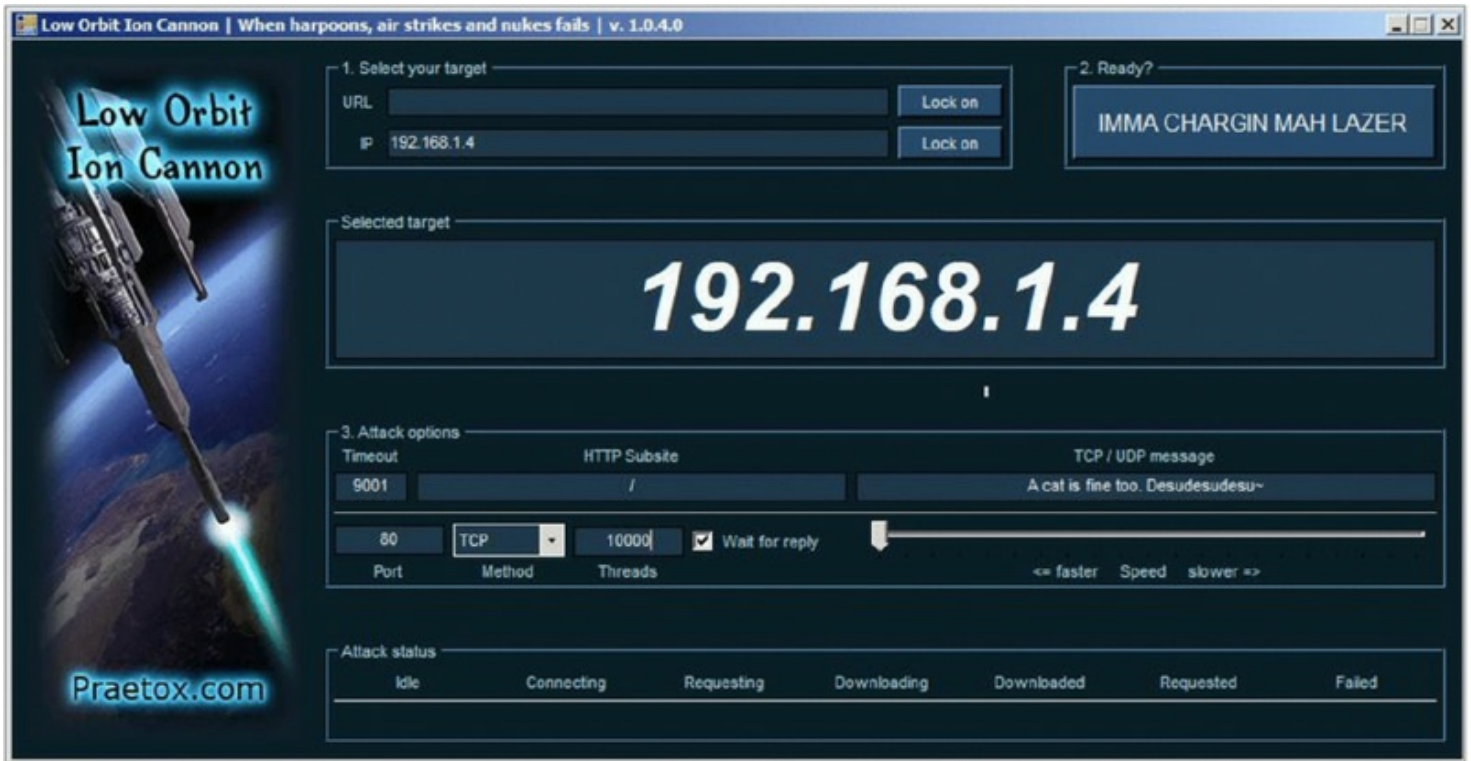 Low Orbit Ion Cannon | When harpoons, air strikes and nukes fails | v. 1.0.4.0
Low Orbit
Ion Cannon
Praetox.com
1. Select your target
URL Lock on
IP 192.168.1.4 Lock on
2. Ready?
IMMA CHARGIN MAH LAZER
Selected target
192.168.1.4
3. Attack options
Timeout HTTP Subsite TCP / UDP message
9001 / A cat is fine too. Desudesudesu~
80 TCP 10000 Wait for reply
Port Method Threads <= faster Speed slower =>
Attack status
Idle Connecting Requesting Downloading Downloaded Requested Failed